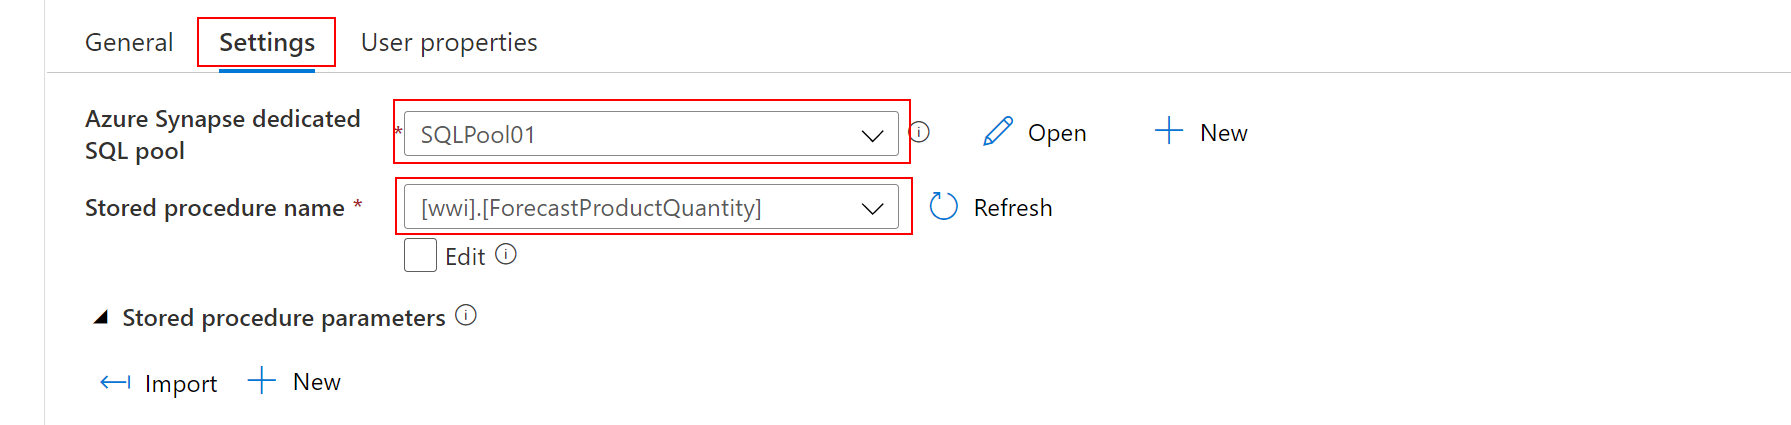 General Settings User properties
Azure Synapse dedicated
SQL pool
* SQLPool01 Open New
Stored procedure name * [wwi].[ForecastProductQuantity] Refresh
Edit
Stored procedure parameters
Import New